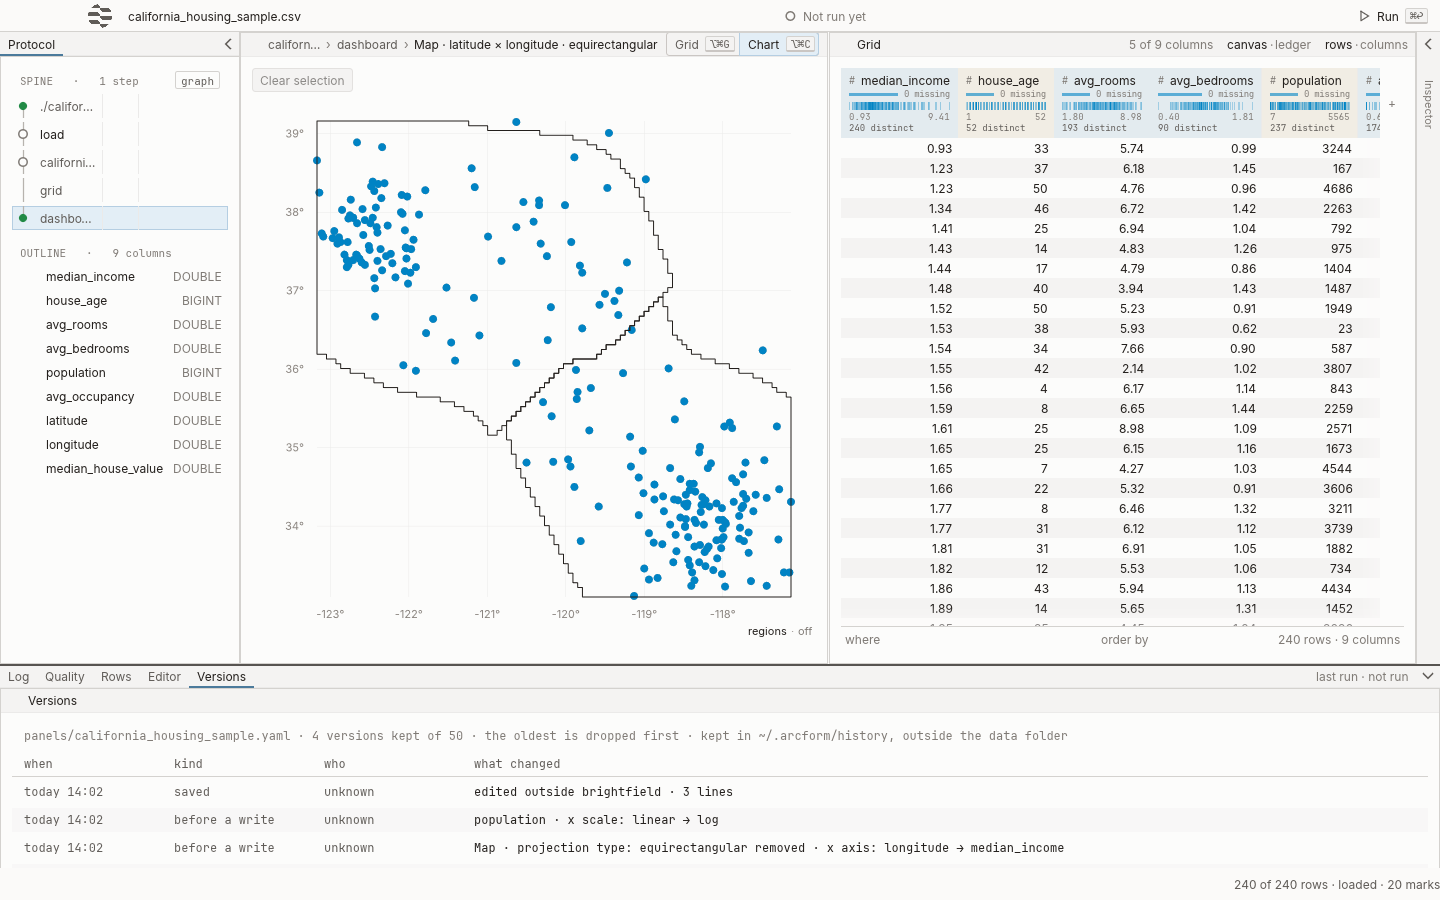 california_housing_sample.csv
Not run yet
Run
Protocol
californ... › dashboard › Map · latitude × longitude · equirectangular
Grid ⌥⌘G Chart ⌥⌘C
Grid
5 of 9 columns canvas · ledger rows · columns
SPINE · 1 step graph
./califor...
load
californi...
grid
dashbo...
OUTLINE · 9 columns
median_income DOUBLE
house_age BIGINT
avg_rooms DOUBLE
avg_bedrooms DOUBLE
population BIGINT
avg_occupancy DOUBLE
latitude DOUBLE
longitude DOUBLE
median_house_value DOUBLE
Clear selection
39°
38°
37°
36°
35°
34°
-123° -122° -121° -120° -119° -118°
regions · off
# median_income # house_age # avg_rooms # avg_bedrooms # population #
0 missing 0 missing 0 missing 0 missing 0 missing
0.93 9.41 1 52 1.80 8.98 0.40 1.81 7 5565
240 distinct 52 distinct 193 distinct 90 distinct 237 distinct 174
+
0.93 33 5.74 0.99 3244
1.23 37 6.18 1.45 167
1.23 50 4.76 0.96 4686
1.34 46 6.72 1.42 2263
1.41 25 6.94 1.04 792
1.43 14 4.83 1.26 975
1.44 17 4.79 0.86 1404
1.48 40 3.94 1.43 1487
1.52 50 5.23 0.91 1949
1.53 38 5.93 0.62 23
1.54 34 7.66 0.90 587
1.55 42 2.14 1.02 3807
1.56 4 6.17 1.14 843
1.59 8 6.65 1.44 2259
1.61 25 8.98 1.09 2571
1.65 25 6.15 1.16 1673
1.65 7 4.27 1.03 4544
1.66 22 5.32 0.91 3606
1.77 8 6.46 1.32 3211
1.77 31 6.12 1.12 3739
1.81 31 6.91 1.05 1882
1.82 12 5.53 1.06 734
1.86 43 5.94 1.13 4434
1.89 14 5.65 1.31 1452
where order by 240 rows · 9 columns
Inspector
Log Quality Rows Editor Versions
last run · not run
Versions
panels/california_housing_sample.yaml · 4 versions kept of 50 · the oldest is dropped first · kept in ~/.arcform/history, outside the data folder
when kind who what changed
today 14:02 saved unknown edited outside brightfield · 3 lines
today 14:02 before a write unknown population · x scale: linear → log
today 14:02 before a write unknown Map · projection type: equirectangular removed · x axis: longitude → median_income
240 of 240 rows · loaded · 20 marks